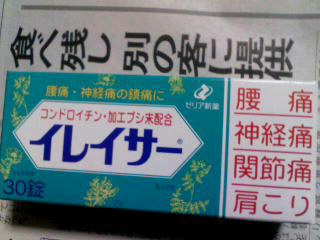 食べ残し 別の客に提供
腰痛・神経痛の鎮痛に
ゼリア新薬
コンドロイチン・加工ブシ末配合
イレイサー®
30錠
腰痛
神経痛
関節痛
肩こり